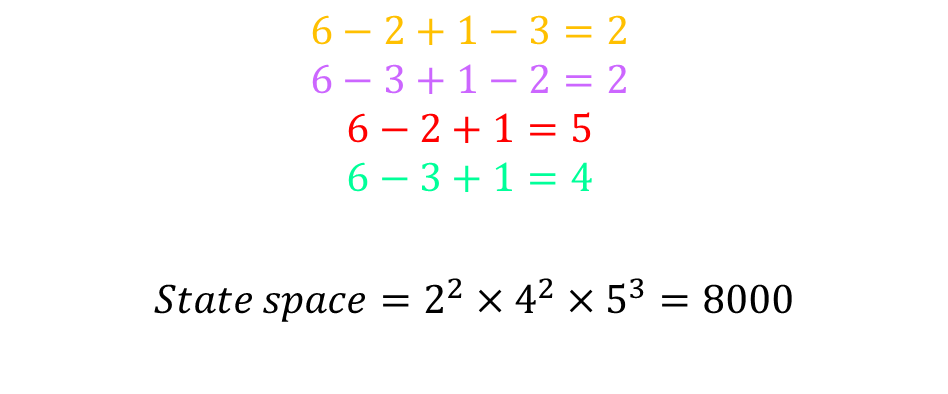 6 − 2 + 1 − 3 = 2
6 − 3 + 1 − 2 = 2
6 − 2 + 1 = 5
6 − 3 + 1 = 4
State space = 2² × 4² × 5³ = 8000